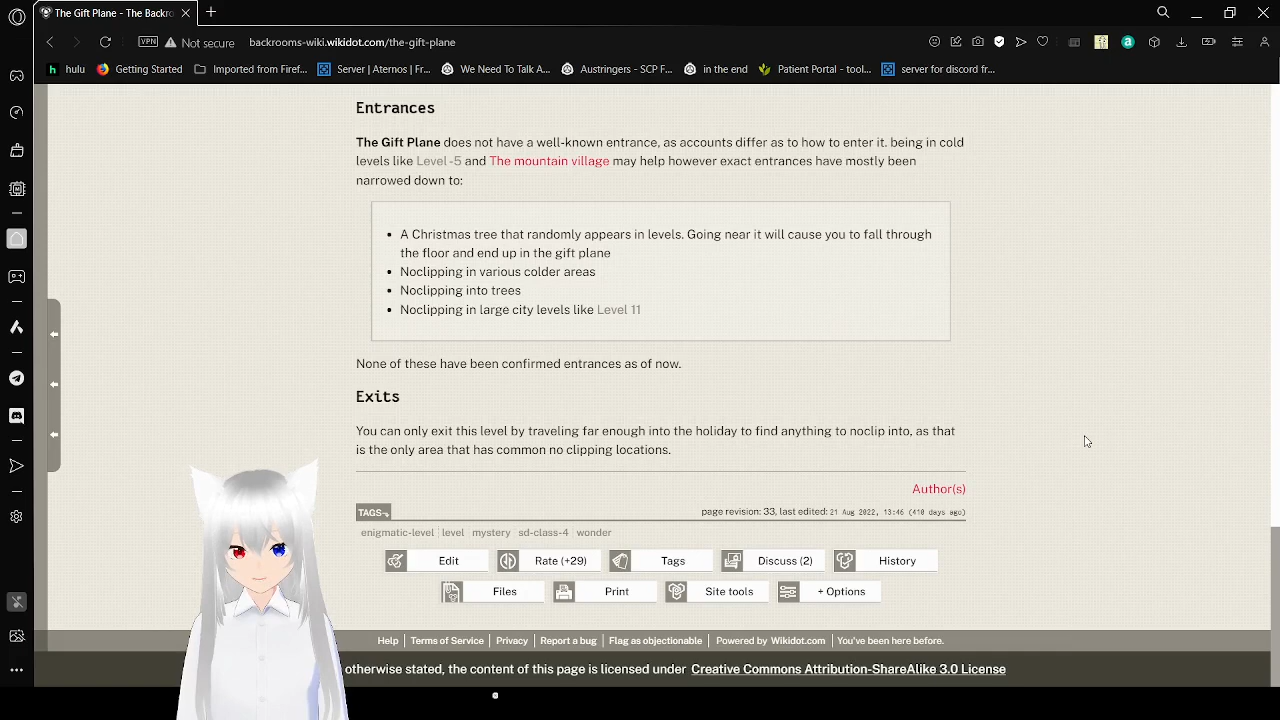 The Gift Plane - The Backro
VPN Not secure backrooms-wiki.wikidot.com/the-gift-plane
hulu Getting Started Imported from Firef... Server | Aternos | Fr... We Need To Talk A... Austringers - SCP F... in the end Patient Portal - tool... server for discord fr...
Entrances
The Gift Plane does not have a well-known entrance, as accounts differ as to how to enter it. being in cold
levels like Level -5 and The mountain village may help however exact entrances have mostly been
narrowed down to:
• A Christmas tree that randomly appears in levels. Going near it will cause you to fall through
the floor and end up in the gift plane
• Noclipping in various colder areas
• Noclipping into trees
• Noclipping in large city levels like Level 11
None of these have been confirmed entrances as of now.
Exits
You can only exit this level by traveling far enough into the holiday to find anything to noclip into, as that
is the only area that has common no clipping locations.
Author(s)
TAGS
page revision: 33, last edited: 21 Aug 2022, 13:46 (410 days ago)
enigmatic-level level mystery sd-class-4 wonder
Edit Rate (+29) Tags Discuss (2) History
Files Print Site tools + Options
Help | Terms of Service | Privacy | Report a bug | Flag as objectionable | Powered by Wikidot.com | You've been here before.
otherwise stated, the content of this page is licensed under Creative Commons Attribution-ShareAlike 3.0 License